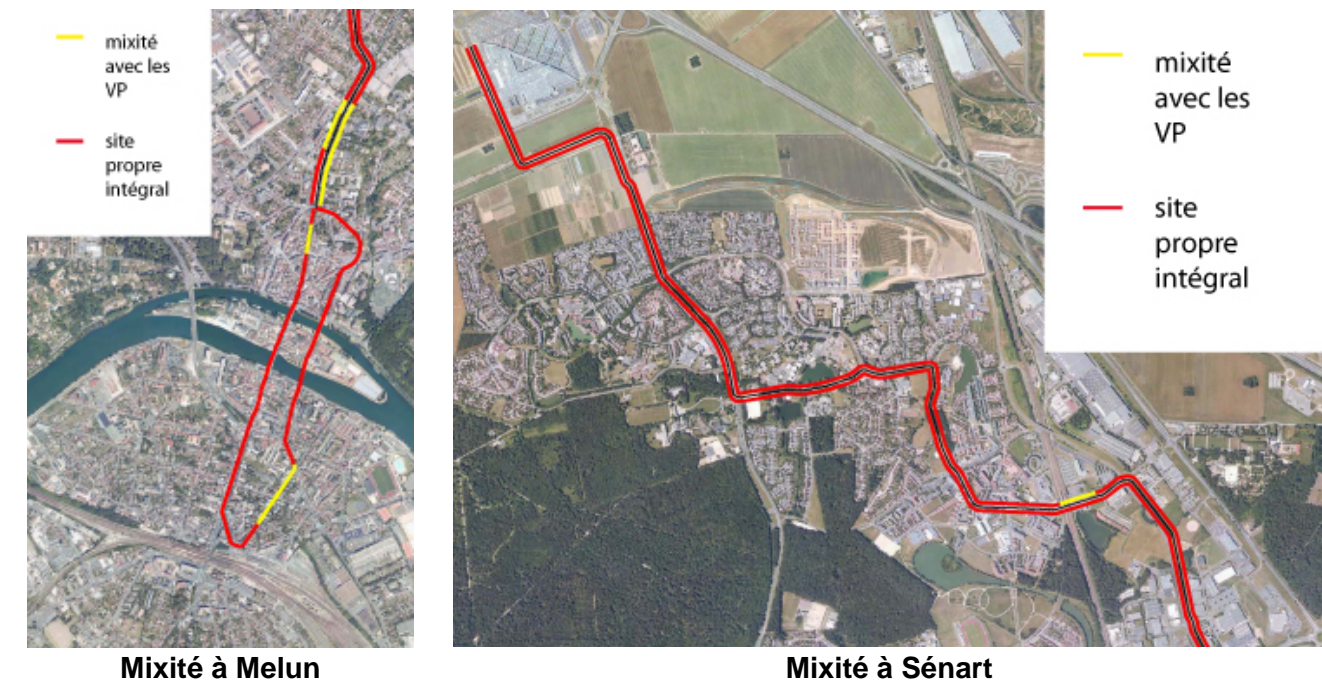 mixité
avec les
VP
site
propre
intégral
mixité
avec les
VP
site
propre
intégral
Mixité à Melun
Mixité à Sénart